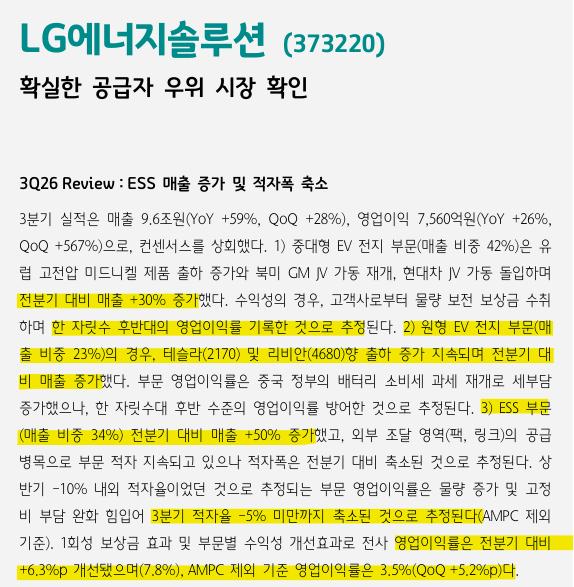 LG에너지솔루션 (373220)
확실한 공급자 우위 시장 확인
3Q26 Review : ESS 매출 증가 및 적자폭 축소
3분기 실적은 매출 9.6조원(YoY +59%, QoQ +28%), 영업이익 7,560억원(YoY +26%,
QoQ +567%)으로, 컨센서스를 상회했다. 1) 중대형 EV 전지 부문(매출 비중 42%)은 유
럽 고전압 미드니켈 제품 출하 증가와 북미 GM JV 가동 재개, 현대차 JV 가동 돌입하며
전분기 대비 매출 +30% 증가했다. 수익성의 경우, 고객사로부터 물량 보전 보상금 수취
하며 한 자릿수 후반대의 영업이익률 기록한 것으로 추정된다. 2) 원형 EV 전지 부문(매
출 비중 23%)의 경우, 테슬라(2170) 및 리비안(4680)향 출하 증가 지속되며 전분기 대
비 매출 증가했다. 부문 영업이익률은 중국 정부의 배터리 소비세 과세 재개로 세부담
증가했으나, 한 자릿수대 후반 수준의 영업이익률 방어한 것으로 추정된다. 3) ESS 부문
(매출 비중 34%) 전분기 대비 매출 +50% 증가했고, 외부 조달 영역(팩, 링크)의 공급
병목으로 부문 적자 지속되고 있으나 적자폭은 전분기 대비 축소된 것으로 추정된다. 상
반기 -10% 내외 적자율이었던 것으로 추정되는 부문 영업이익률은 물량 증가 및 고정
비 부담 완화 힘입어 3분기 적자율 -5% 미만까지 축소된 것으로 추정된다(AMPC 제외
기준). 1회성 보상금 효과 및 부문별 수익성 개선효과로 전사 영업이익률은 전분기 대비
+6.3%p 개선됐으며(7.8%), AMPC 제외 기준 영업이익률은 3.5%(QoQ +5.2%p)다.